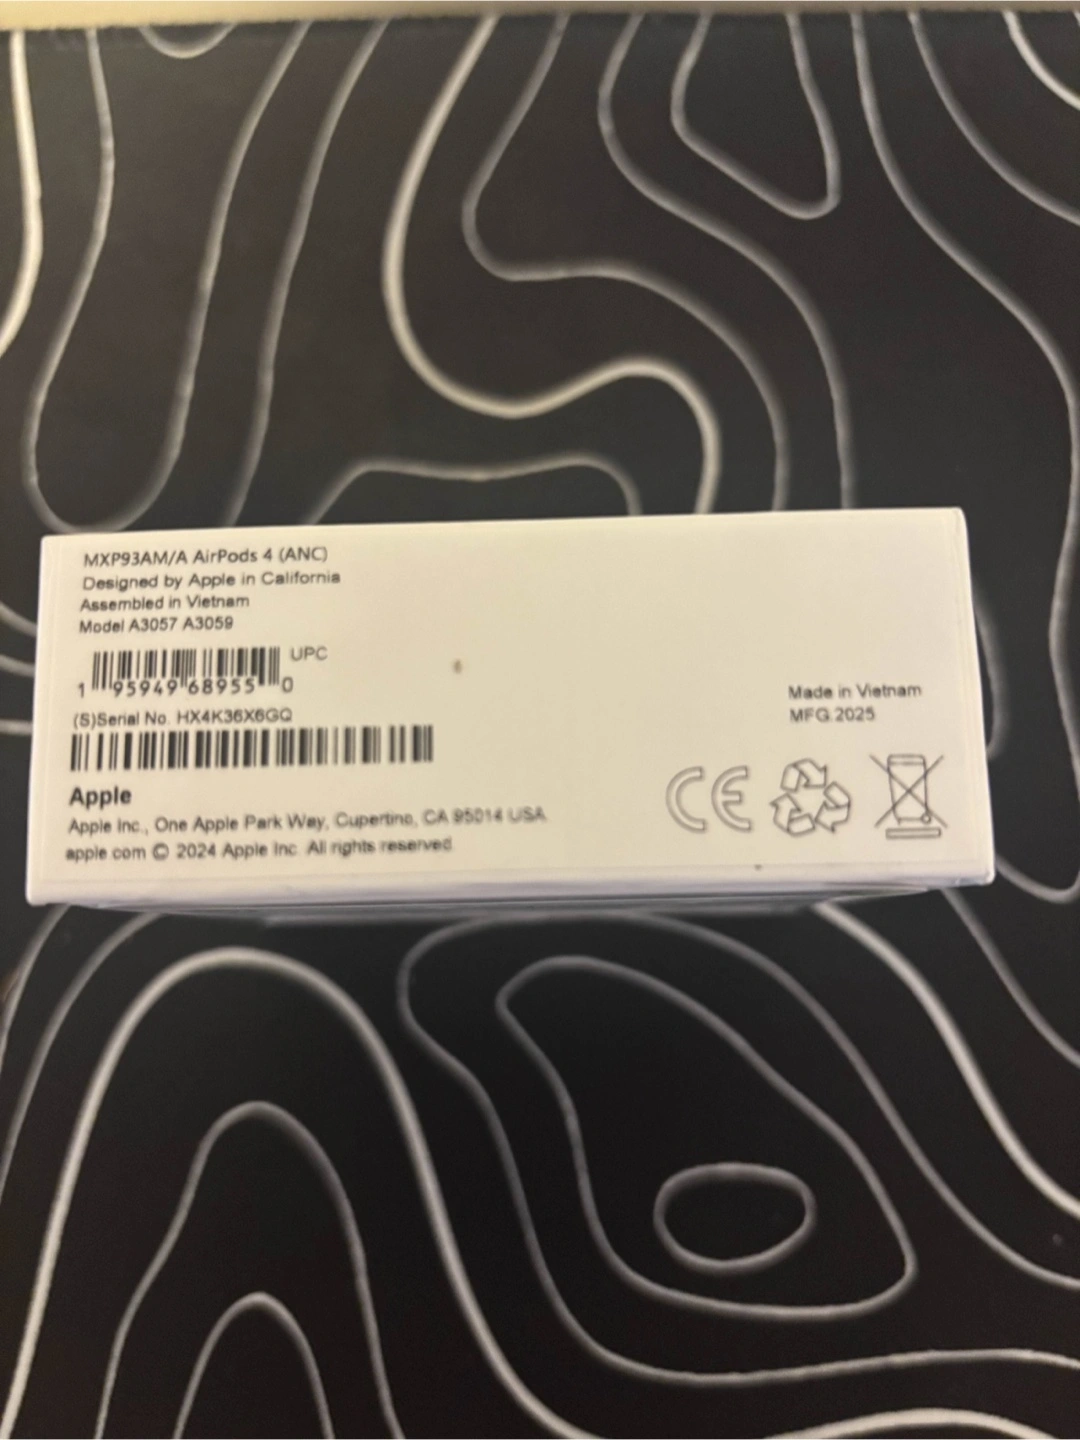 MXP93AM/A AirPods 4 (ANC)
Designed by Apple in California
Assembled in Vietnam
Model A3057 A3059
UPC
1 95949 68955 0
(S)Serial No. HX4K36X6GQ
Apple
Apple Inc., One Apple Park Way, Cupertino, CA 95014 USA
apple.com © 2024 Apple Inc. All rights reserved.
Made in Vietnam
MFG 2025
CE